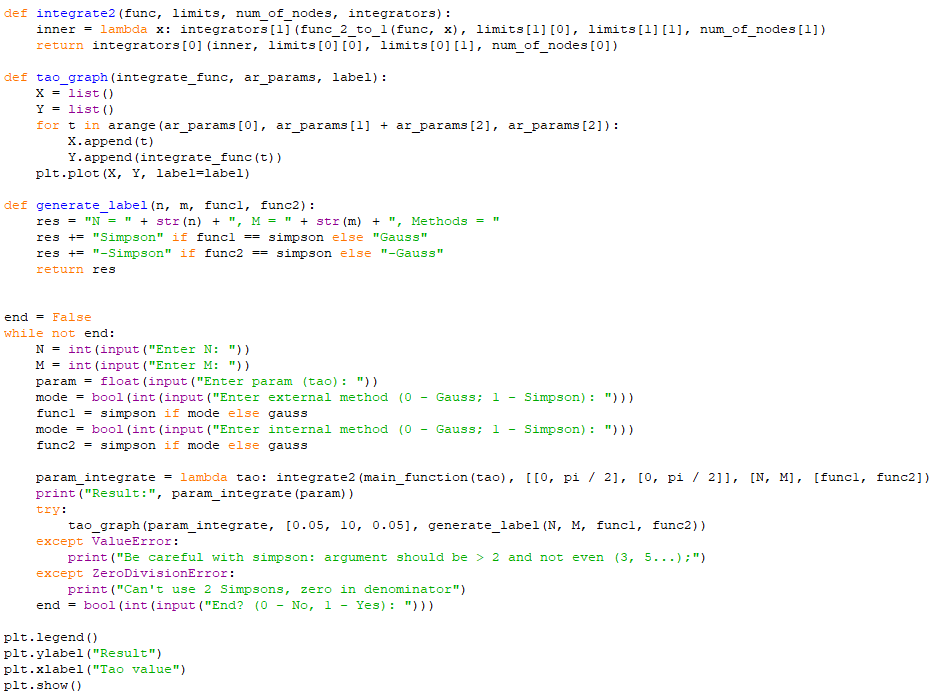 def integrate2(func, limits, num_of_nodes, integrators):
    inner = lambda x: integrators[1](func_2_to_1(func, x), limits[1][0], limits[1][1], num_of_nodes[1])
    return integrators[0](inner, limits[0][0], limits[0][1], num_of_nodes[0])

def tao_graph(integrate_func, ar_params, label):
    X = list()
    Y = list()
    for t in arange(ar_params[0], ar_params[1] + ar_params[2], ar_params[2]):
        X.append(t)
        Y.append(integrate_func(t))
    plt.plot(X, Y, label=label)

def generate_label(n, m, func1, func2):
    res = "N = " + str(n) + ", M = " + str(m) + ", Methods = "
    res += "Simpson" if func1 == simpson else "Gauss"
    res += "-Simpson" if func2 == simpson else "-Gauss"
    return res


end = False
while not end:
    N = int(input("Enter N: "))
    M = int(input("Enter M: "))
    param = float(input("Enter param (tao): "))
    mode = bool(int(input("Enter external method (0 - Gauss; 1 - Simpson): ")))
    func1 = simpson if mode else gauss
    mode = bool(int(input("Enter internal method (0 - Gauss; 1 - Simpson): ")))
    func2 = simpson if mode else gauss

    param_integrate = lambda tao: integrate2(main_function(tao), [[0, pi / 2], [0, pi / 2]], [N, M], [func1, func2])
    print("Result:", param_integrate(param))
    try:
        tao_graph(param_integrate, [0.05, 10, 0.05], generate_label(N, M, func1, func2))
    except ValueError:
        print("Be careful with simpson: argument should be > 2 and not even (3, 5...);")
    except ZeroDivisionError:
        print("Can't use 2 Simpsons, zero in denominator")
    end = bool(int(input("End? (0 - No, 1 - Yes): ")))

plt.legend()
plt.ylabel("Result")
plt.xlabel("Tao value")
plt.show()